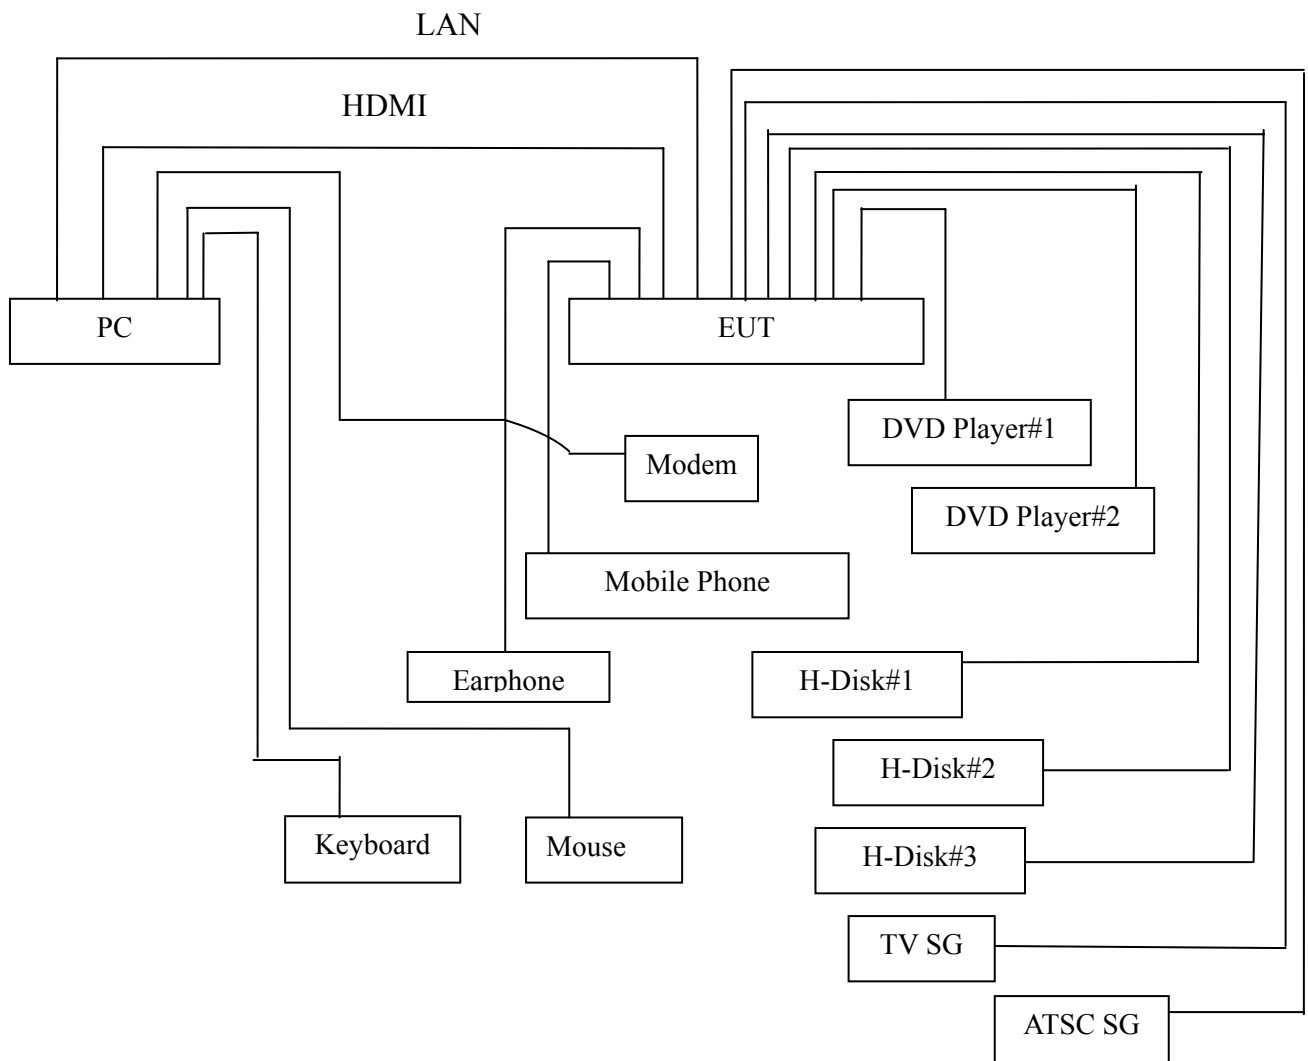 LAN
HDMI
PC
EUT
DVD Player#1
Modem
DVD Player#2
Mobile Phone
Earphone
H-Disk#1
H-Disk#2
Keyboard
Mouse
H-Disk#3
TV SG
ATSC SG